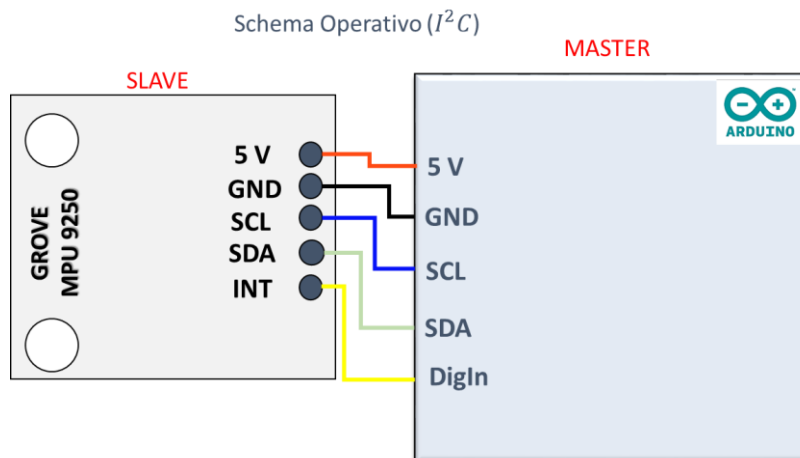 Schema Operativo (I²C)
SLAVE
MASTER
ARDUINO
GROVE
MPU 9250
5 V
GND
SCL
SDA
INT
5 V
GND
SCL
SDA
DigIn